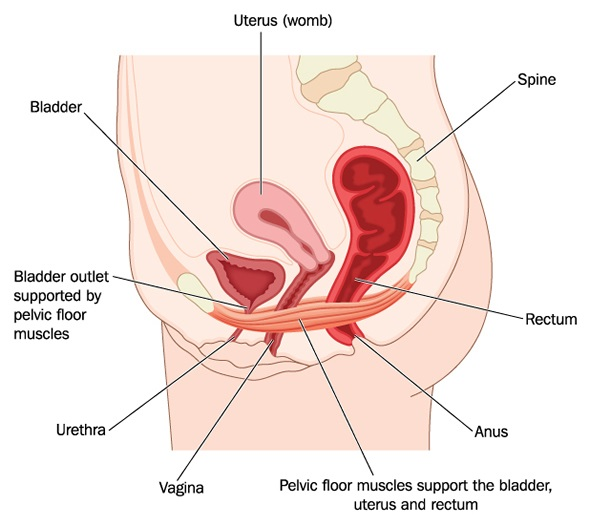 Uterus (womb)
Spine
Bladder
Bladder outlet
supported by
pelvic floor
muscles
Rectum
Urethra
Anus
Vagina
Pelvic floor muscles support the bladder,
uterus and rectum